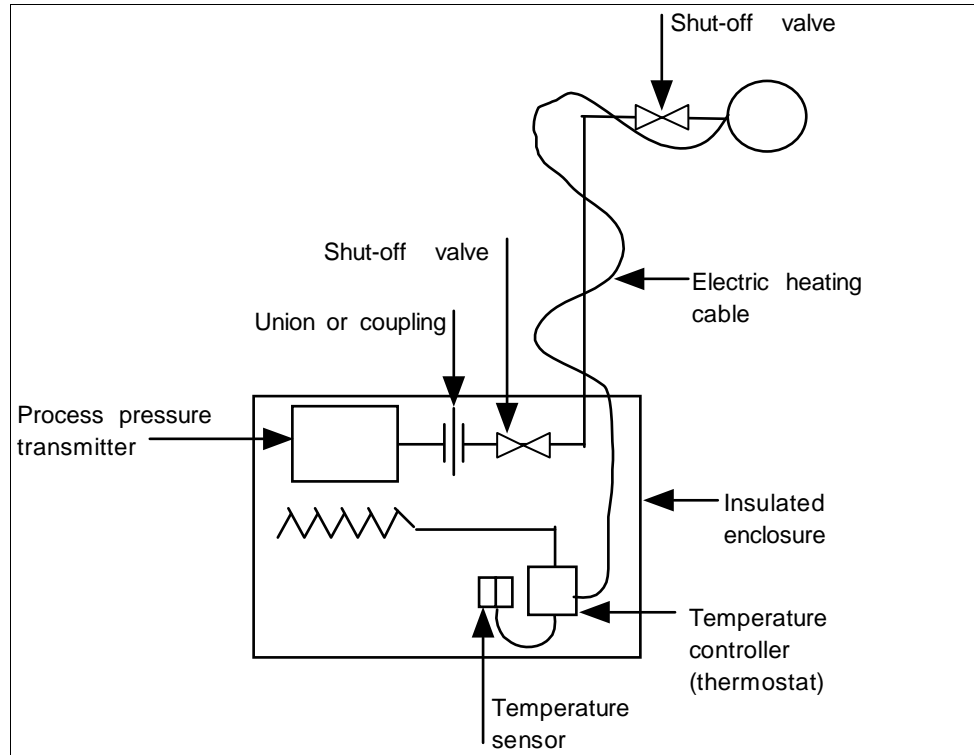 Shut-off valve
Shut-off valve
Electric heating
cable
Union or coupling
Process pressure
transmitter
Insulated
enclosure
Temperature
controller
(thermostat)
Temperature
sensor